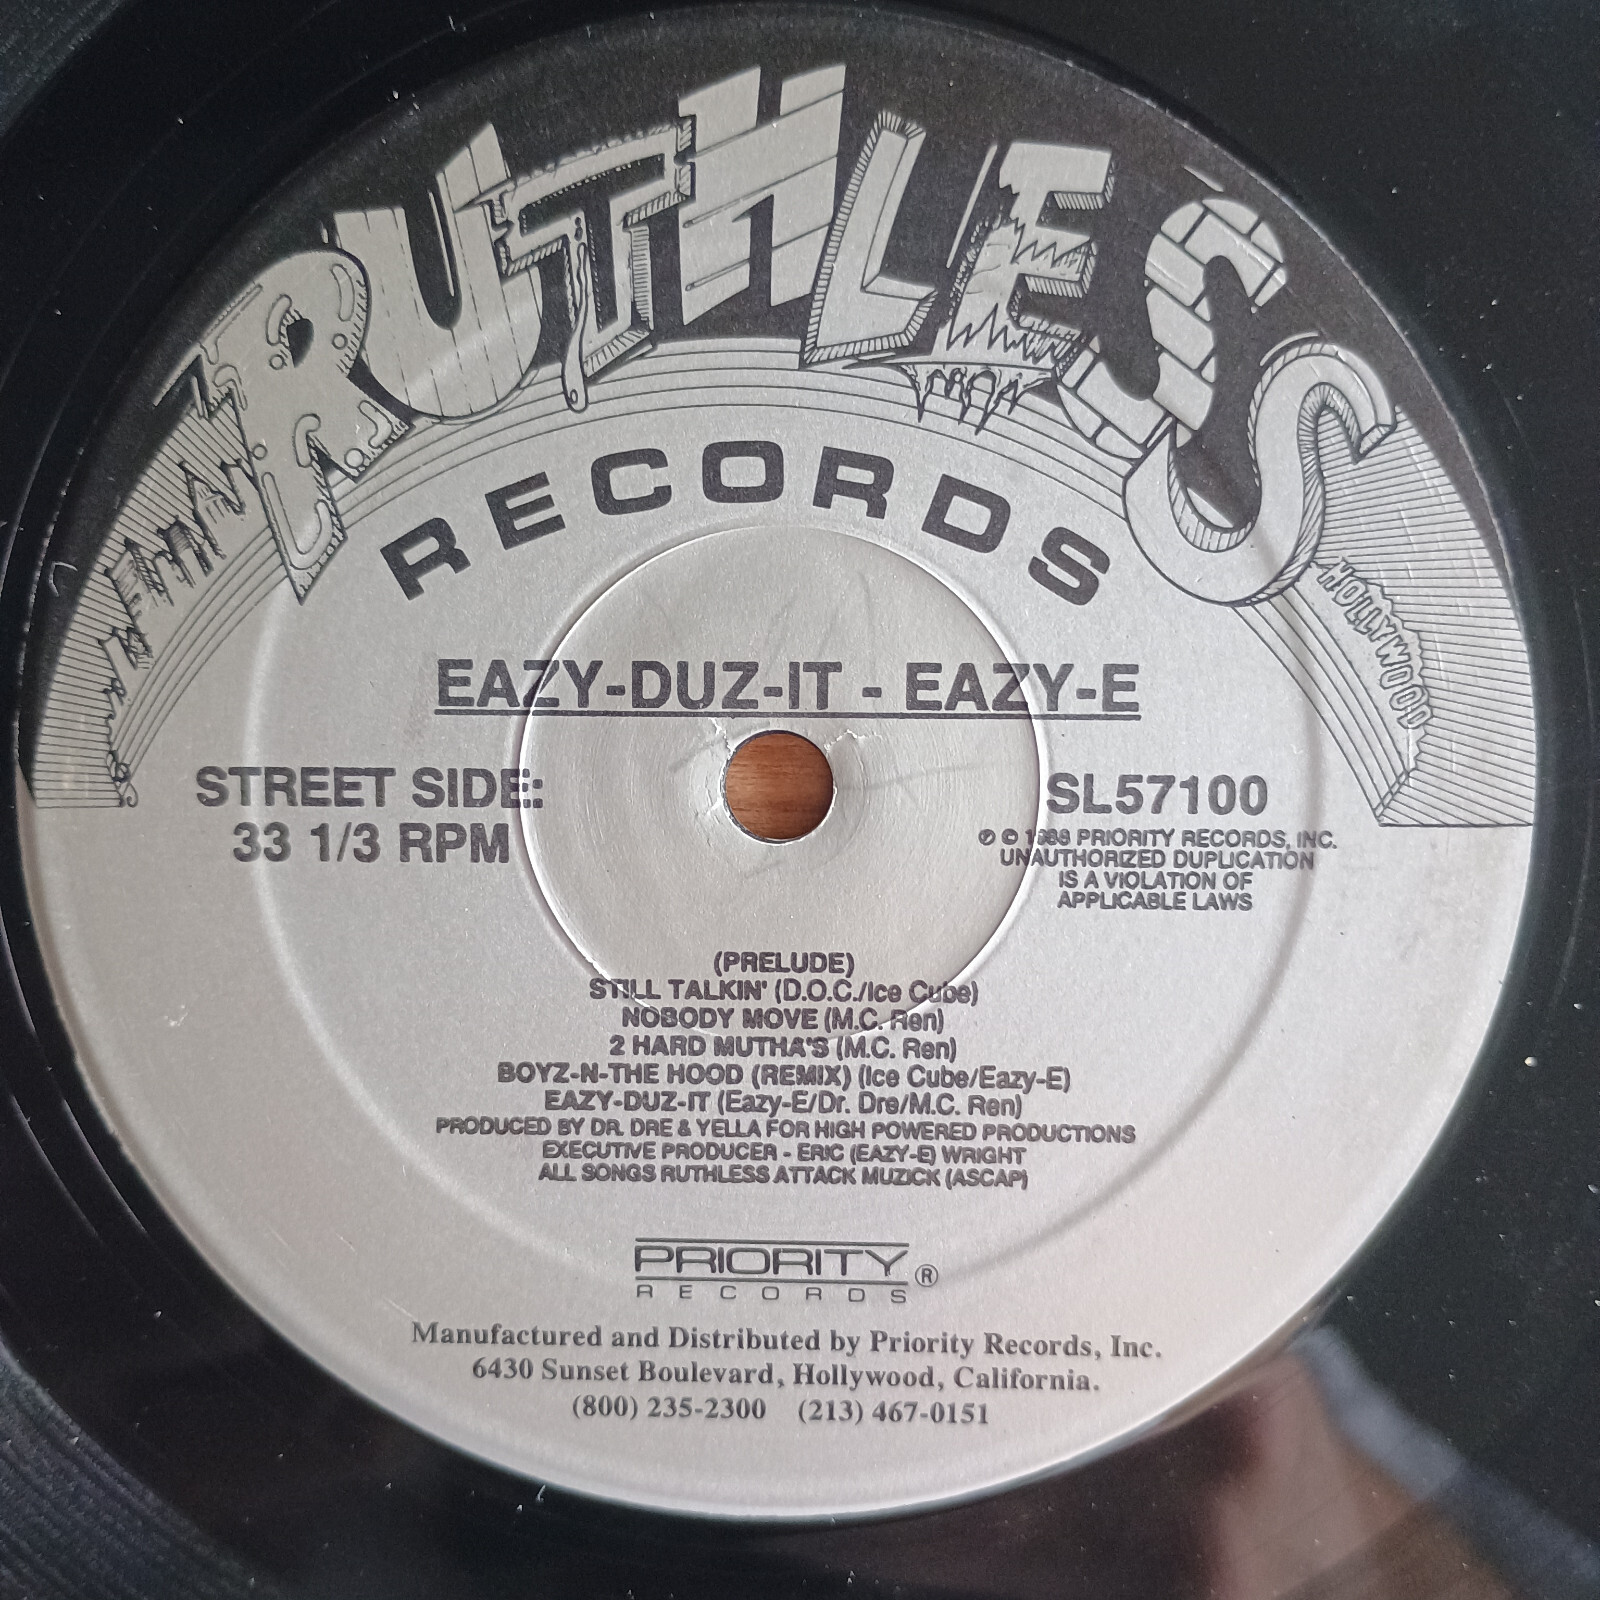 RUTHLESS
RECORDS
HOLLYWOOD
EAZY-DUZ-IT - EAZY-E
STREET SIDE:
33 1/3 RPM
SL57100
℗ © 1988 PRIORITY RECORDS, INC.
UNAUTHORIZED DUPLICATION
IS A VIOLATION OF
APPLICABLE LAWS
(PRELUDE)
STILL TALKIN' (D.O.C./Ice Cube)
NOBODY MOVE (M.C. Ren)
2 HARD MUTHA'S (M.C. Ren)
BOYZ-N-THE HOOD (REMIX) (Ice Cube/Eazy-E)
EAZY-DUZ-IT (Eazy-E/Dr. Dre/M.C. Ren)
PRODUCED BY DR. DRE & YELLA FOR HIGH POWERED PRODUCTIONS
EXECUTIVE PRODUCER - ERIC (EAZY-E) WRIGHT
ALL SONGS RUTHLESS ATTACK MUZICK (ASCAP)
PRIORITY ®
RECORDS
Manufactured and Distributed by Priority Records, Inc.
6430 Sunset Boulevard, Hollywood, California.
(800) 235-2300 (213) 467-0151